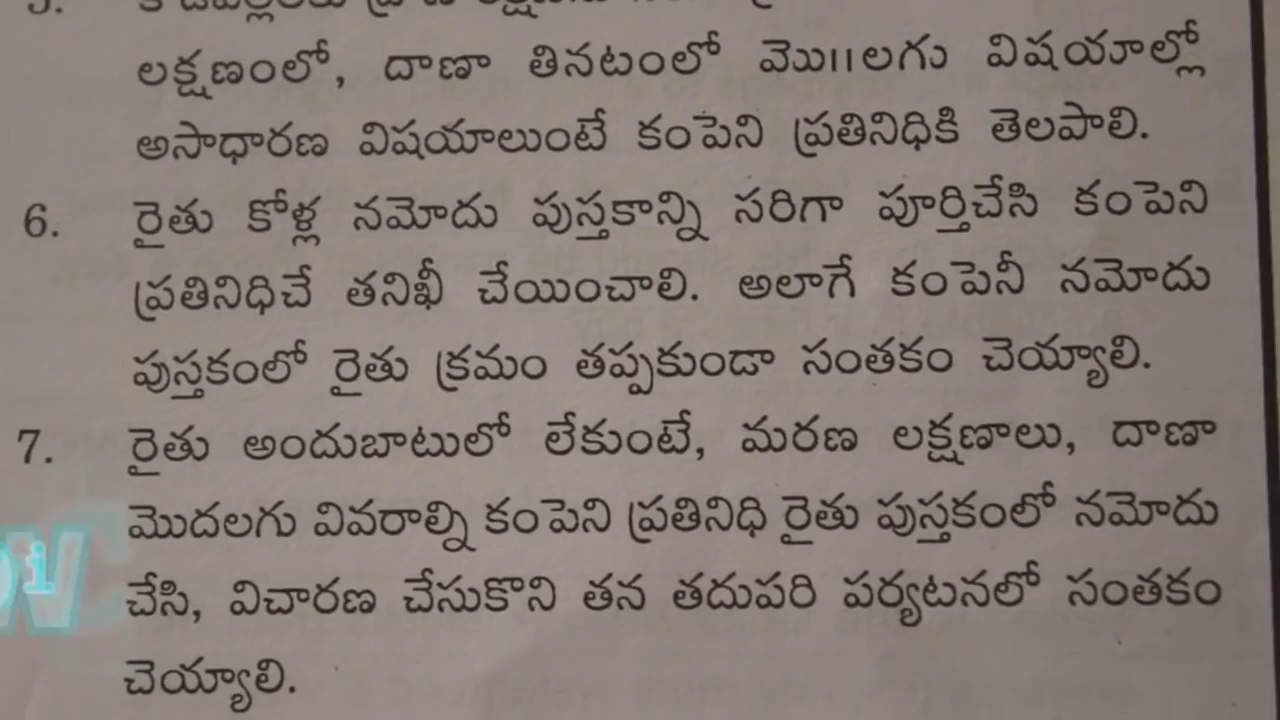 5.
లక్షణంలో, దాణా తినటంలో మొ॥లగు విషయాల్లో
అసాధారణ విషయాలుంటే కంపెని ప్రతినిధికి తెలపాలి.
6. రైతు కోళ్ల నమోదు పుస్తకాన్ని సరిగా పూర్తిచేసి కంపెని
ప్రతినిధిచే తనిఖీ చేయించాలి. అలాగే కంపెనీ నమోదు
పుస్తకంలో రైతు క్రమం తప్పకుండా సంతకం చెయ్యాలి.
7. రైతు అందుబాటులో లేకుంటే, మరణ లక్షణాలు, దాణా
మొదలగు వివరాల్ని కంపెని ప్రతినిధి రైతు పుస్తకంలో నమోదు
చేసి, విచారణ చేసుకొని తన తదుపరి పర్యటనలో సంతకం
చెయ్యాలి.